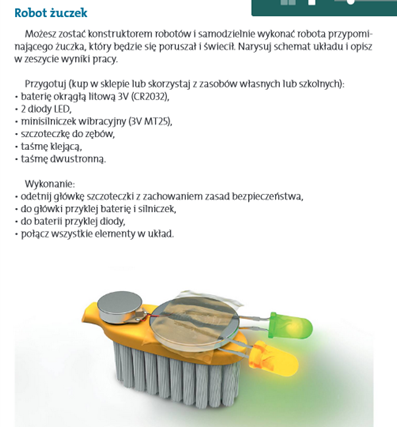 Robot żuczek
Możesz zostać konstruktorem robotów i samodzielnie wykonać robota przypomi-
nającego żuczka, który będzie się poruszał i świecił. Narysuj schemat układu i opisz
w zeszycie wyniki pracy.
Przygotuj (kup w sklepie lub skorzystaj z zasobów własnych lub szkolnych):
• baterię okrągłą litową 3V (CR2032),
• 2 diody LED,
• minisilniczek wibracyjny (3V MT25),
• szczoteczkę do zębów,
• taśmę klejącą,
• taśmę dwustronną.
Wykonanie:
• odetnij główkę szczoteczki z zachowaniem zasad bezpieczeństwa,
• do główki przyklej baterię i silniczek,
• do baterii przyklej diody,
• połącz wszystkie elementy w układ.